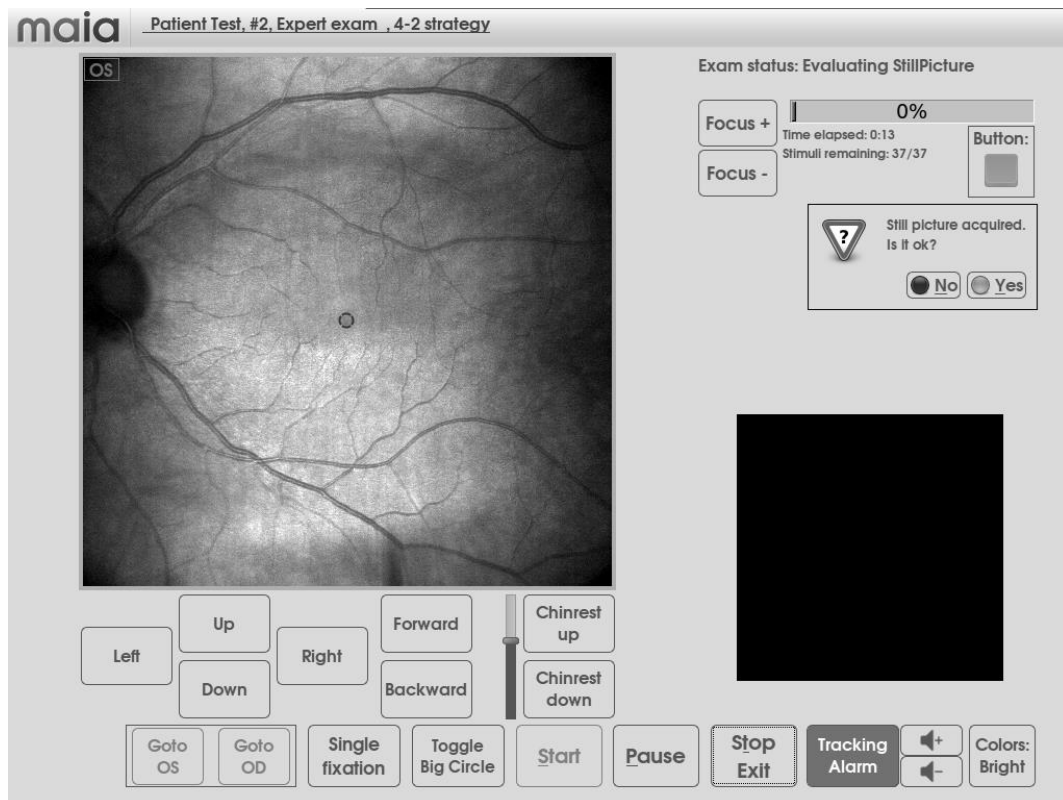 maia
Patient Test, #2, Expert exam , 4-2 strategy
OS
Exam status: Evaluating StillPicture
Focus +
Focus -
0%
Time elapsed: 0:13
Stimuli remaining: 37/37
Button:
?
Still picture acquired.
Is it ok?
No
Yes
Left
Up
Down
Right
Forward
Backward
Chinrest
up
Chinrest
down
Goto
OS
Goto
OD
Single
fixation
Toggle
Big Circle
Start
Pause
Stop
Exit
Tracking
Alarm
+
-
Colors:
Bright